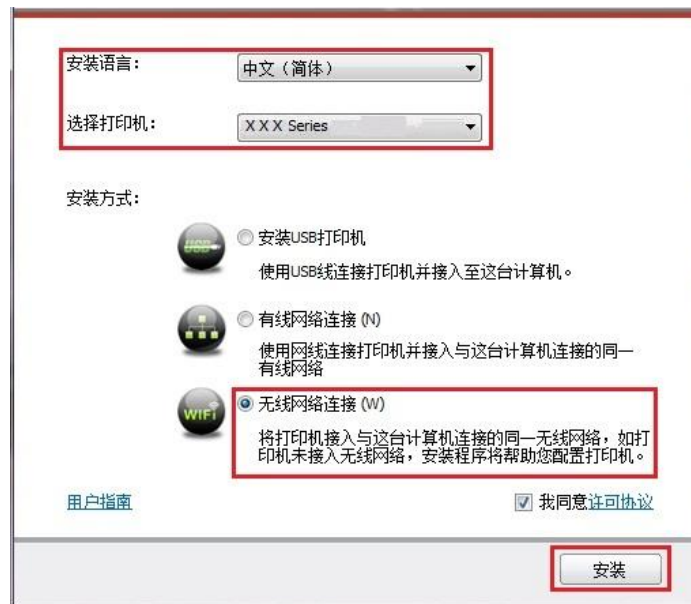 安装语言：
中文（简体）
选择打印机：
XXX Series
安装方式：
USB
安装USB打印机
使用USB线连接打印机并接入至这台计算机。
有线网络连接 (N)
使用网线连接打印机并接入与这台计算机连接的同一
有线网络
WIFI
无线网络连接 (W)
将打印机接入与这台计算机连接的同一无线网络，如打
印机未接入无线网络，安装程序将帮助您配置打印机。
用户指南
我同意许可协议
安装